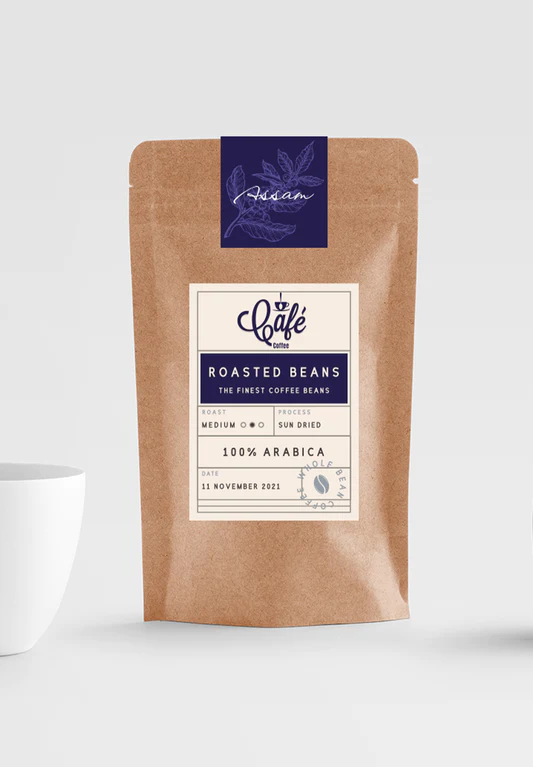 Assam
Café
Coffee
ROASTED BEANS
THE FINEST COFFEE BEANS
ROAST
PROCESS
MEDIUM
SUN DRIED
100% ARABICA
DATE
11 NOVEMBER 2021
WHOLE BEAN COFFEE